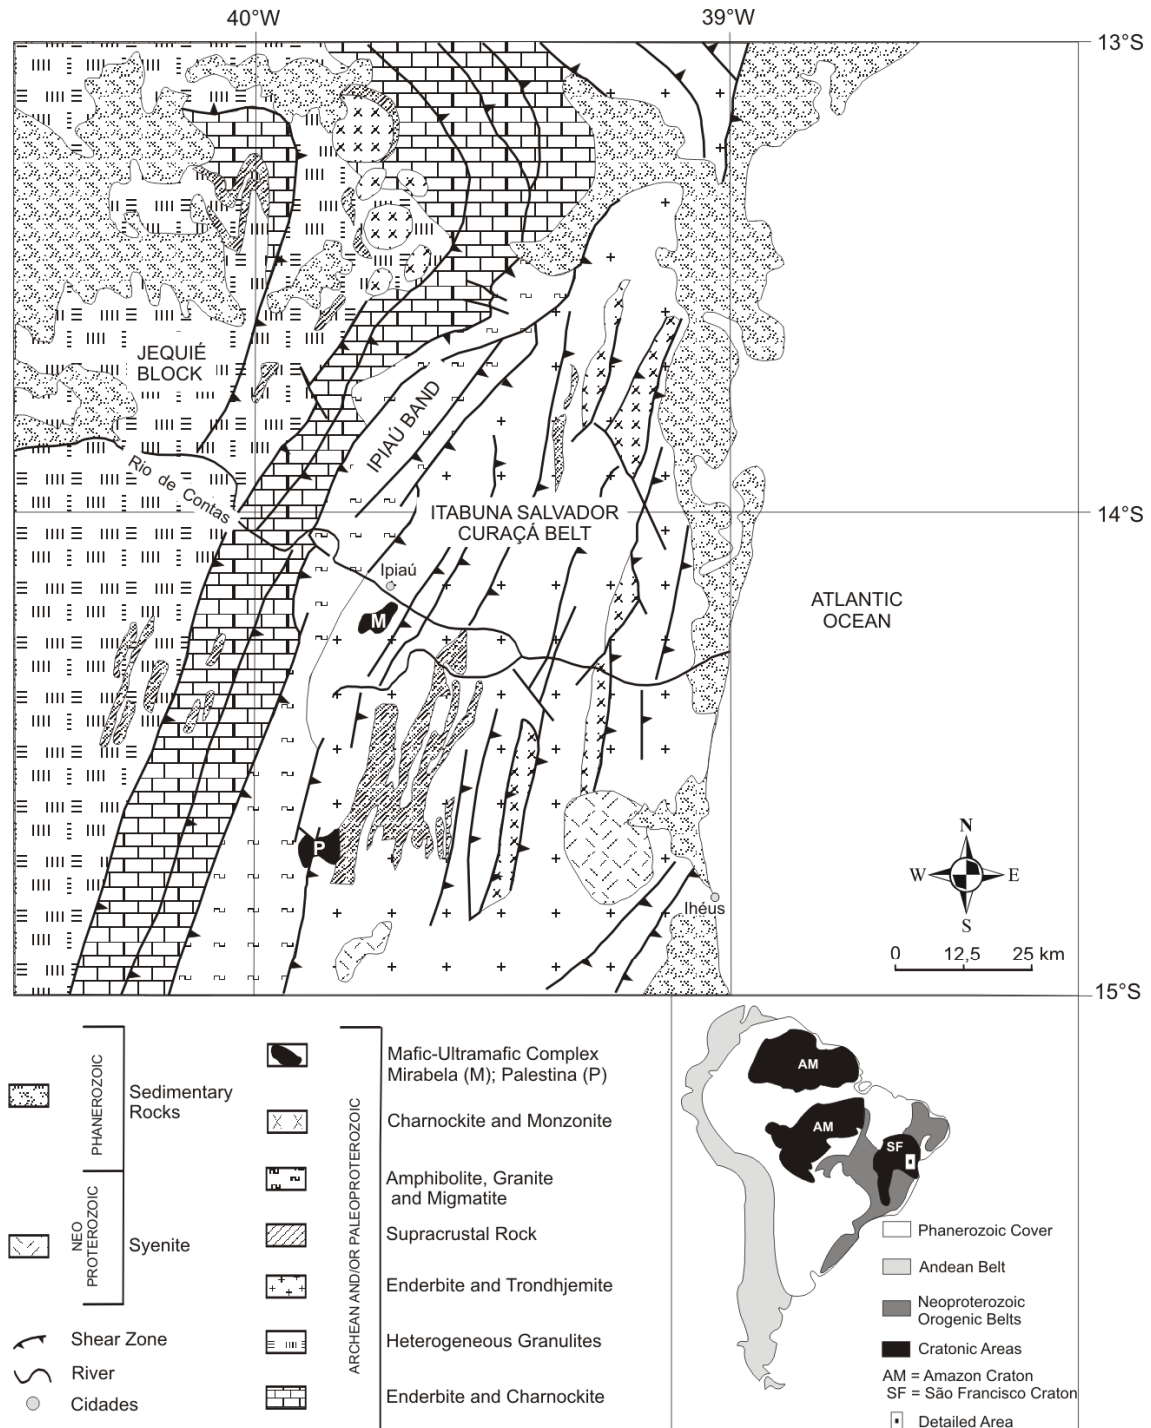 40°W
39°W
13°S
JEQUIÉ
BLOCK
IPIAÚ BAND
Rio de Contas
ITABUNA SALVADOR
CURAÇÁ BELT
14°S
Ipiaú
M
ATLANTIC
OCEAN
P
N
W
E
S
Ihéus
0
12,5
25 km
15°S
PHANEROZOIC
Sedimentary
Rocks
NEO
PROTEROZOIC
Syenite
Shear Zone
River
Cidades
ARCHEAN AND/OR PALEOPROTEROZOIC
Mafic-Ultramafic Complex
Mirabela (M); Palestina (P)
Charnockite and Monzonite
Amphibolite, Granite
and Migmatite
Supracrustal Rock
Enderbite and Trondhjemite
Heterogeneous Granulites
Enderbite and Charnockite
AM
AM
SF
Phanerozoic Cover
Andean Belt
Neoproterozoic
Orogenic Belts
Cratonic Areas
AM = Amazon Craton
SF = São Francisco Craton
Detailed Area